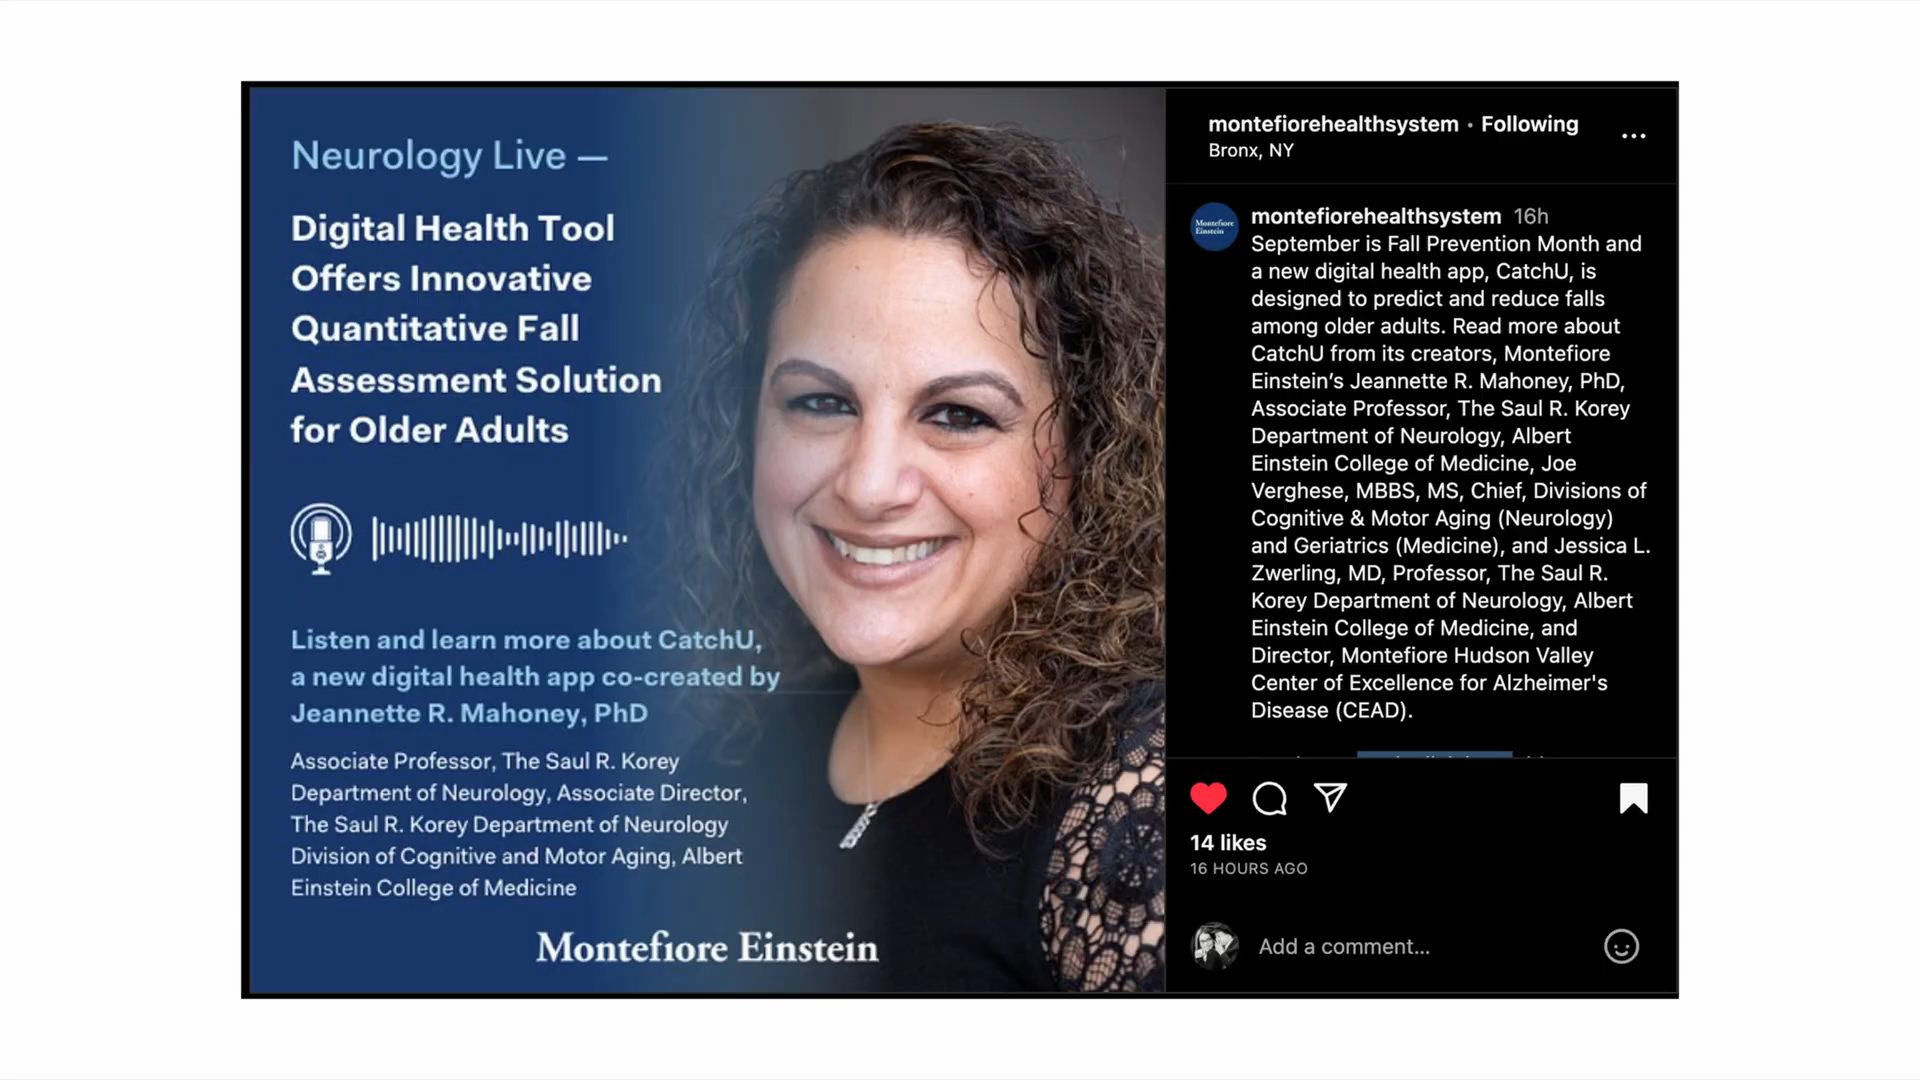 Neurology Live —
Digital Health Tool
Offers Innovative
Quantitative Fall
Assessment Solution
for Older Adults
Listen and learn more about CatchU,
a new digital health app co-created by
Jeannette R. Mahoney, PhD
Associate Professor, The Saul R. Korey
Department of Neurology, Associate Director,
The Saul R. Korey Department of Neurology
Division of Cognitive and Motor Aging, Albert
Einstein College of Medicine
Montefiore Einstein
montefiorehealthsystem • Following
Bronx, NY
Montefiore
Einstein
montefiorehealthsystem 16h
September is Fall Prevention Month and
a new digital health app, CatchU, is
designed to predict and reduce falls
among older adults. Read more about
CatchU from its creators, Montefiore
Einstein's Jeannette R. Mahoney, PhD,
Associate Professor, The Saul R. Korey
Department of Neurology, Albert
Einstein College of Medicine, Joe
Verghese, MBBS, MS, Chief, Divisions of
Cognitive & Motor Aging (Neurology)
and Geriatrics (Medicine), and Jessica L.
Zwerling, MD, Professor, The Saul R.
Korey Department of Neurology, Albert
Einstein College of Medicine, and
Director, Montefiore Hudson Valley
Center of Excellence for Alzheimer's
Disease (CEAD).
14 likes
16 HOURS AGO
Add a comment...